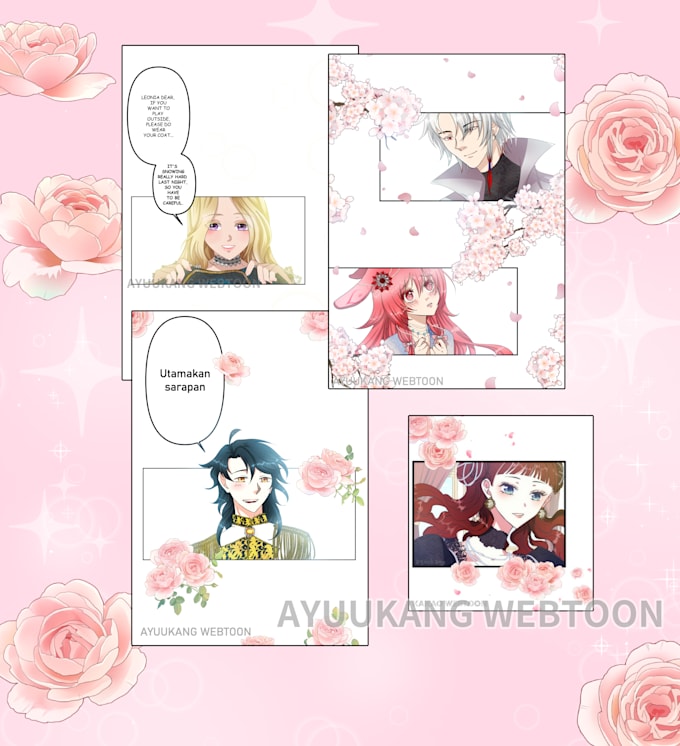 LEONIA DEAR,
IF YOU
WANT TO
PLAY
OUTSIDE,
PLEASE DO
WEAR
YOUR COAT...
IT'S
SNOWING
REALLY HARD
LAST NIGHT,
SO YOU
HAVE TO
BE CAREFUL.
AYUUKANG WEBTOON
AYUUKANG WEBTOON
Utamakan
sarapan
AYUUKANG WEBTOON
AYUUKANG WEBTOON